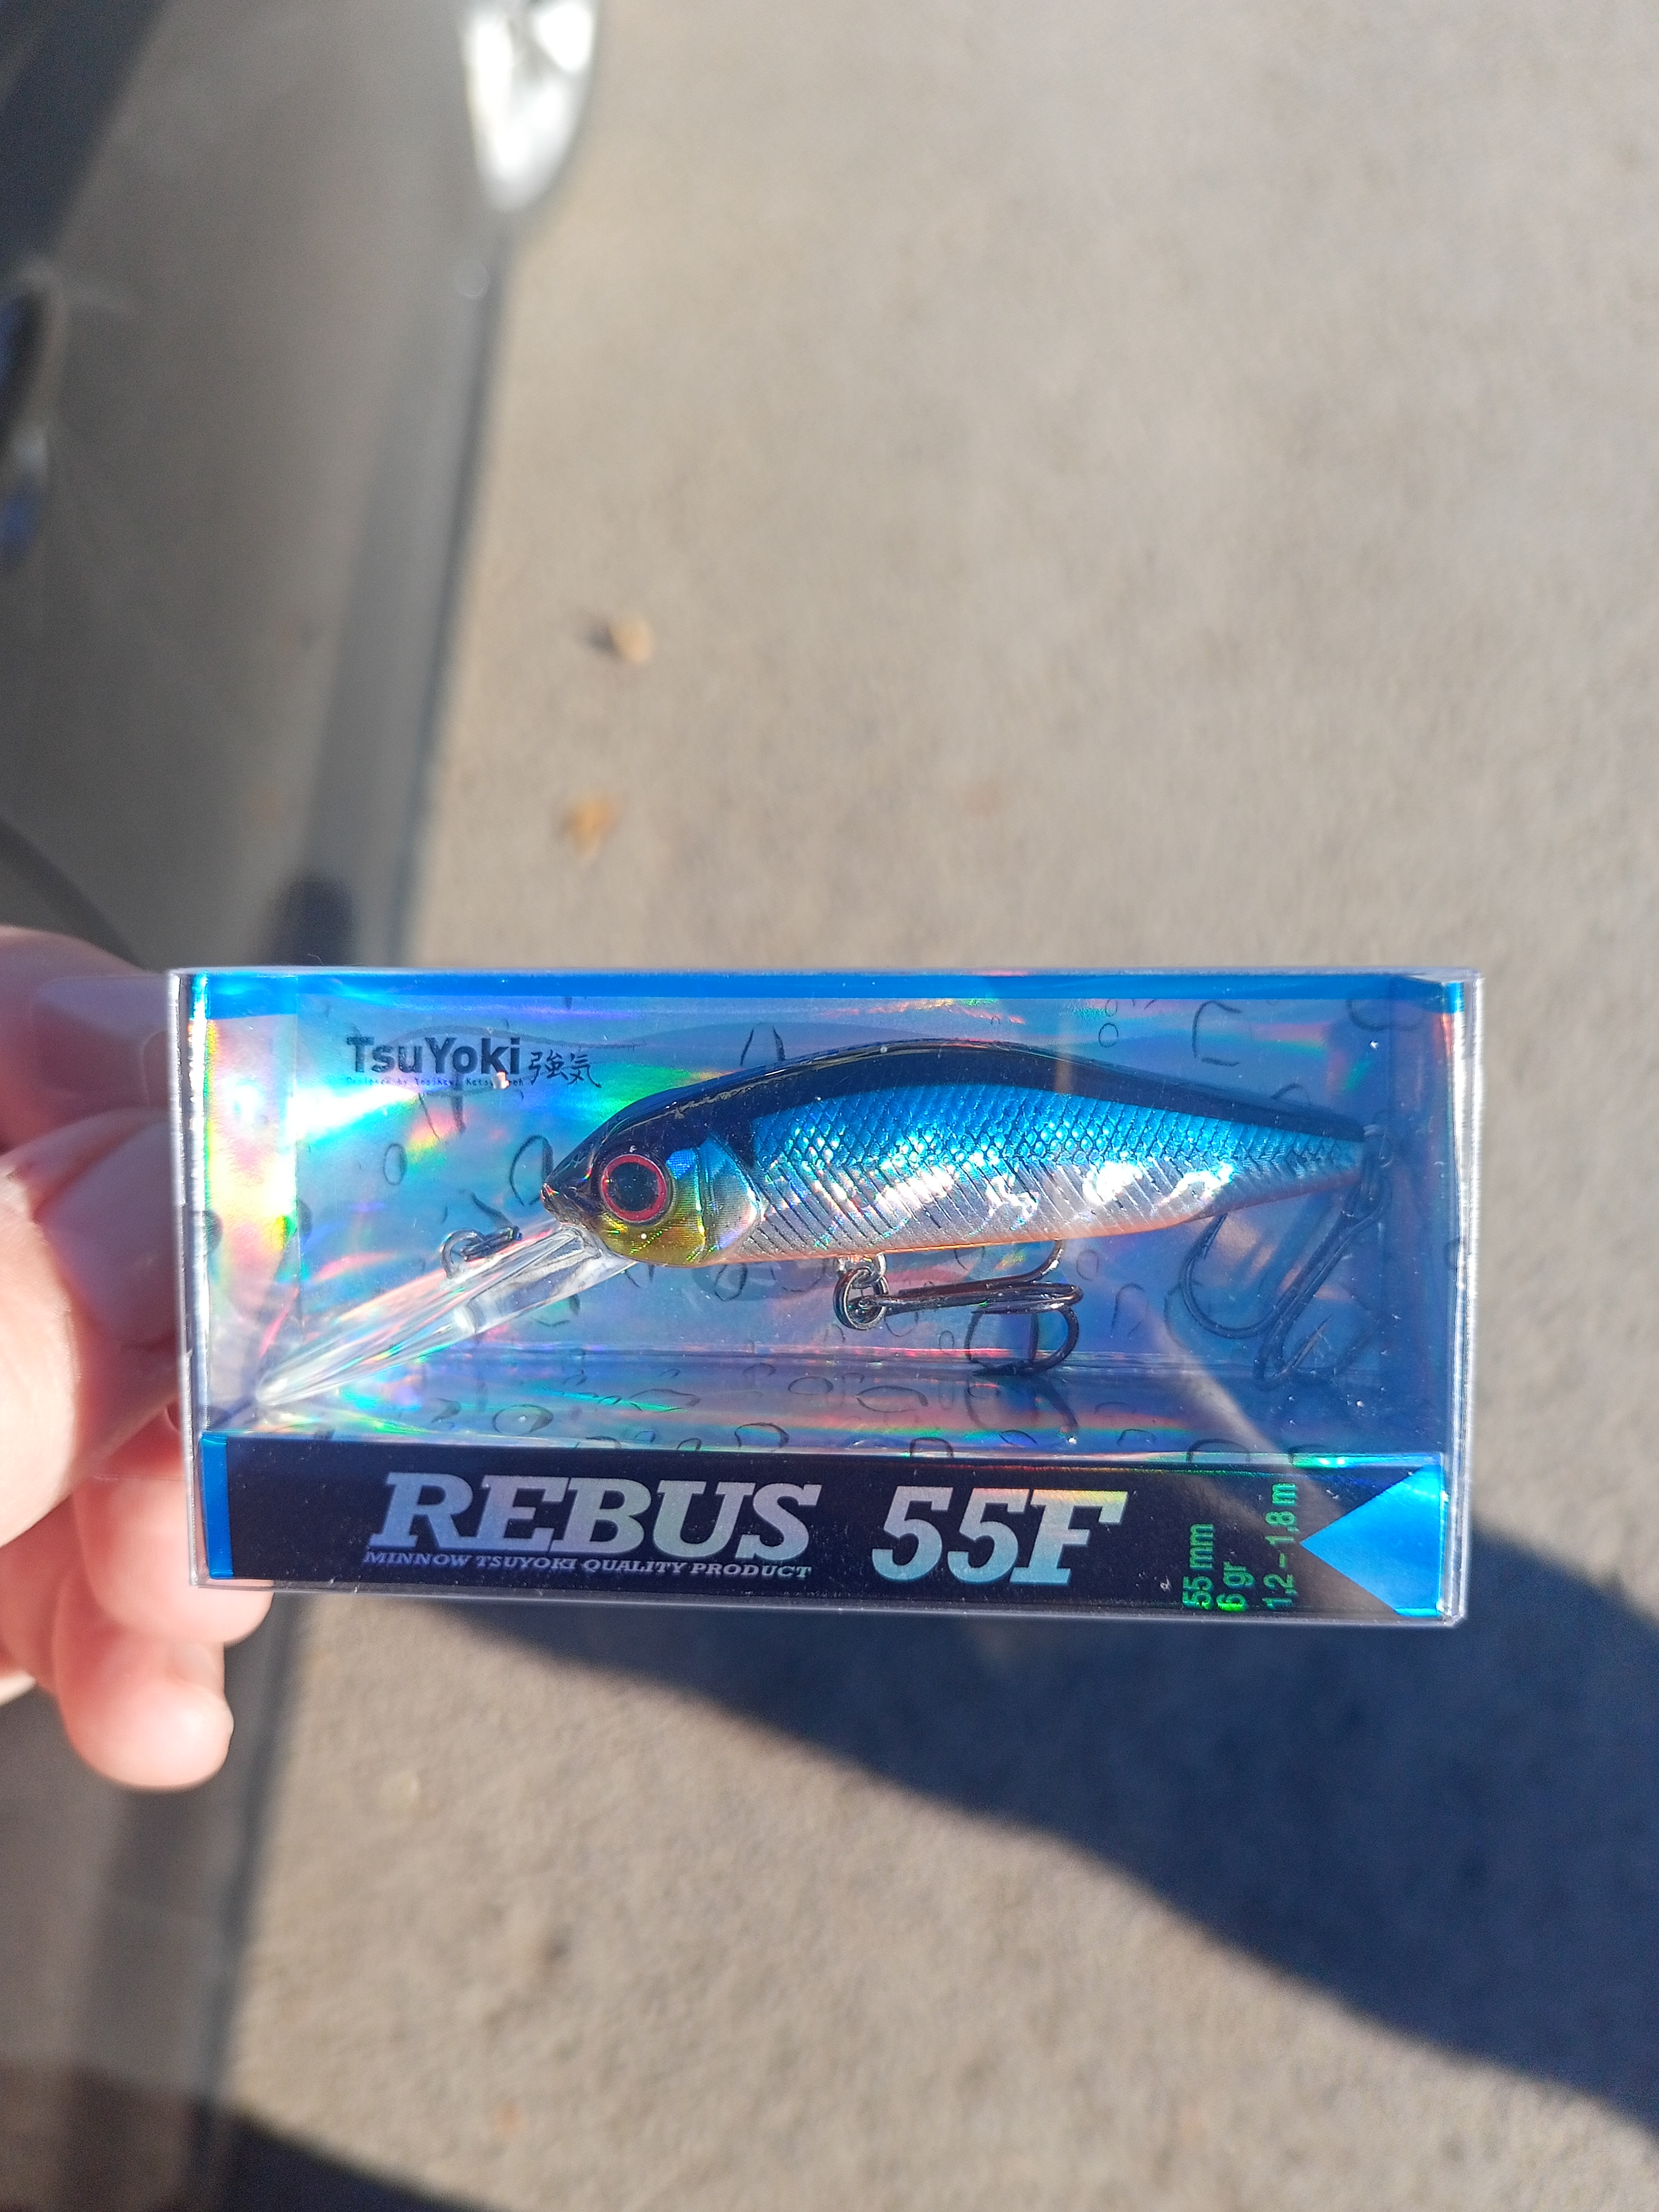 TsuYoki 強気
REBUS 55F
MINNOW TSUYOKI QUALITY PRODUCT
55 mm
6 gr
1,2 – 1,8 m